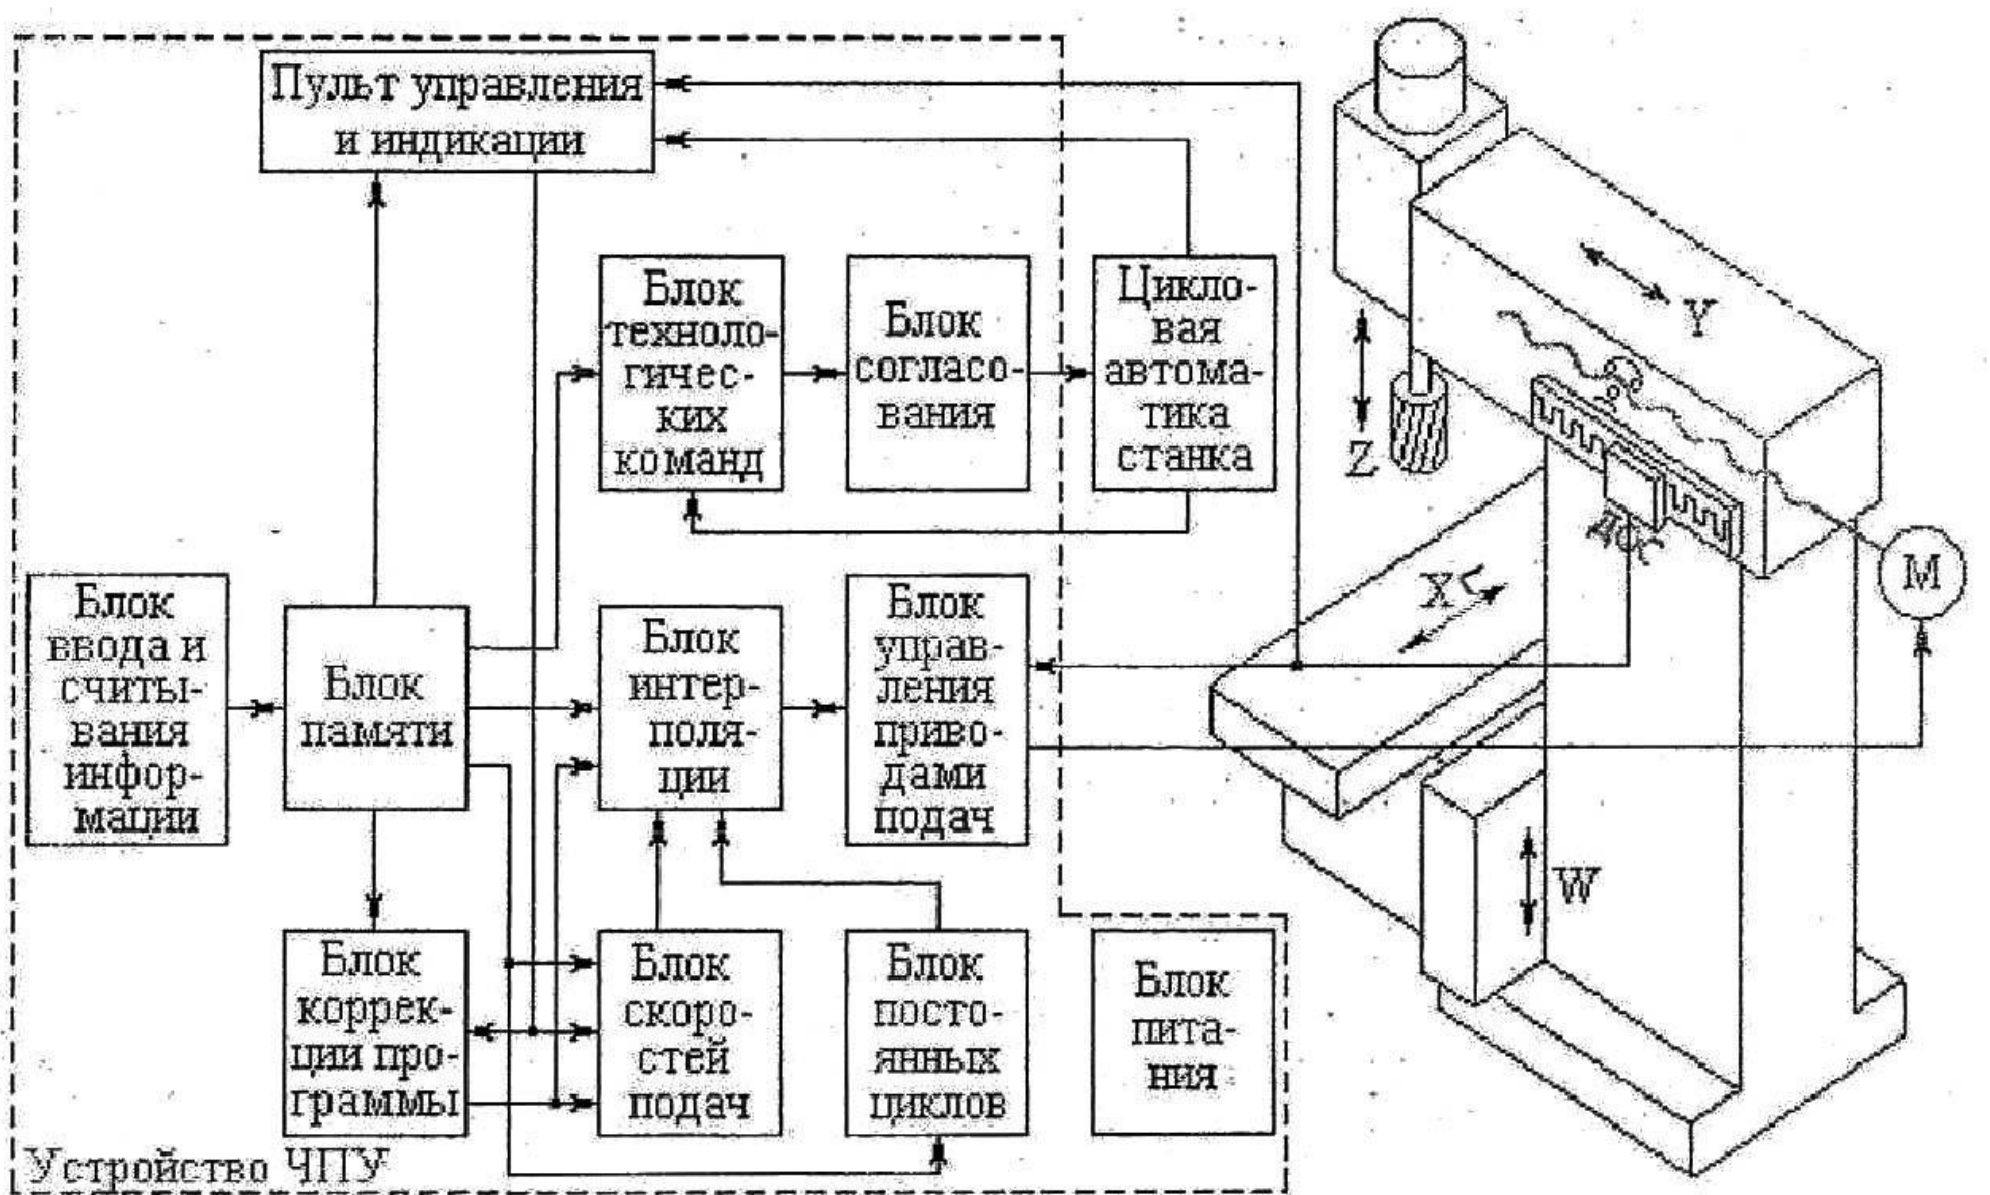 Пульт управления
и индикации
Блок
техноло-
гичес-
ких
команд
Блок
согласо-
вания
Цикло-
вая
автома-
тика
станка
Y
Z
ДОС
X
M
Блок
ввода и
считы-
вания
инфор-
мации
Блок
памяти
Блок
интер-
поля-
ции
Блок
управ-
ления
приво-
дами
подач
W
Блок
коррек-
ции про-
граммы
Блок
скоро-
стей
подач
Блок
посто-
янных
циклов
Блок
пита-
ния
Устройство ЧПУ